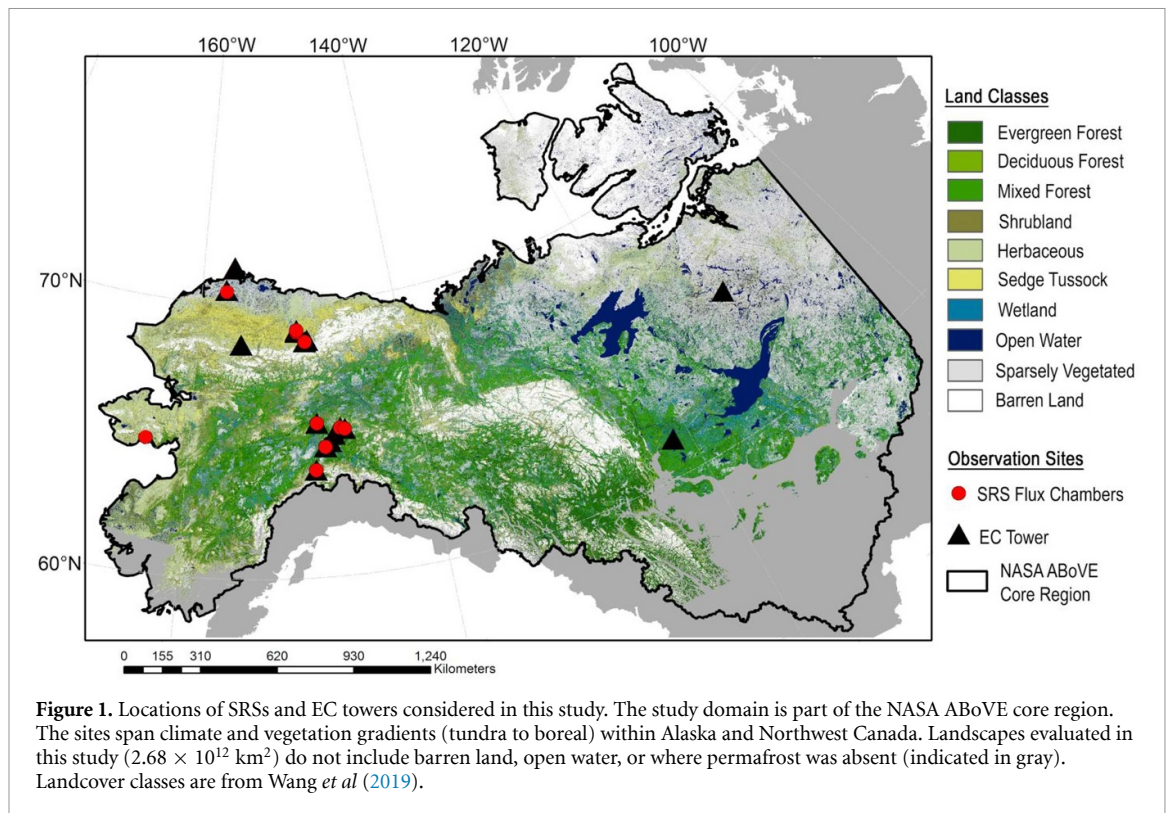 160°W 140°W 120°W 100°W
70°N
60°N
Land Classes
Evergreen Forest
Deciduous Forest
Mixed Forest
Shrubland
Herbaceous
Sedge Tussock
Wetland
Open Water
Sparsely Vegetated
Barren Land
Observation Sites
SRS Flux Chambers
EC Tower
NASA ABoVE
Core Region
0 155 310 620 930 1,240
Kilometers
Figure 1. Locations of SRSs and EC towers considered in this study. The study domain is part of the NASA ABoVE core region.
The sites span climate and vegetation gradients (tundra to boreal) within Alaska and Northwest Canada. Landscapes evaluated in
this study (2.68 × 10¹² km²) do not include barren land, open water, or where permafrost was absent (indicated in gray).
Landcover classes are from Wang et al (2019).